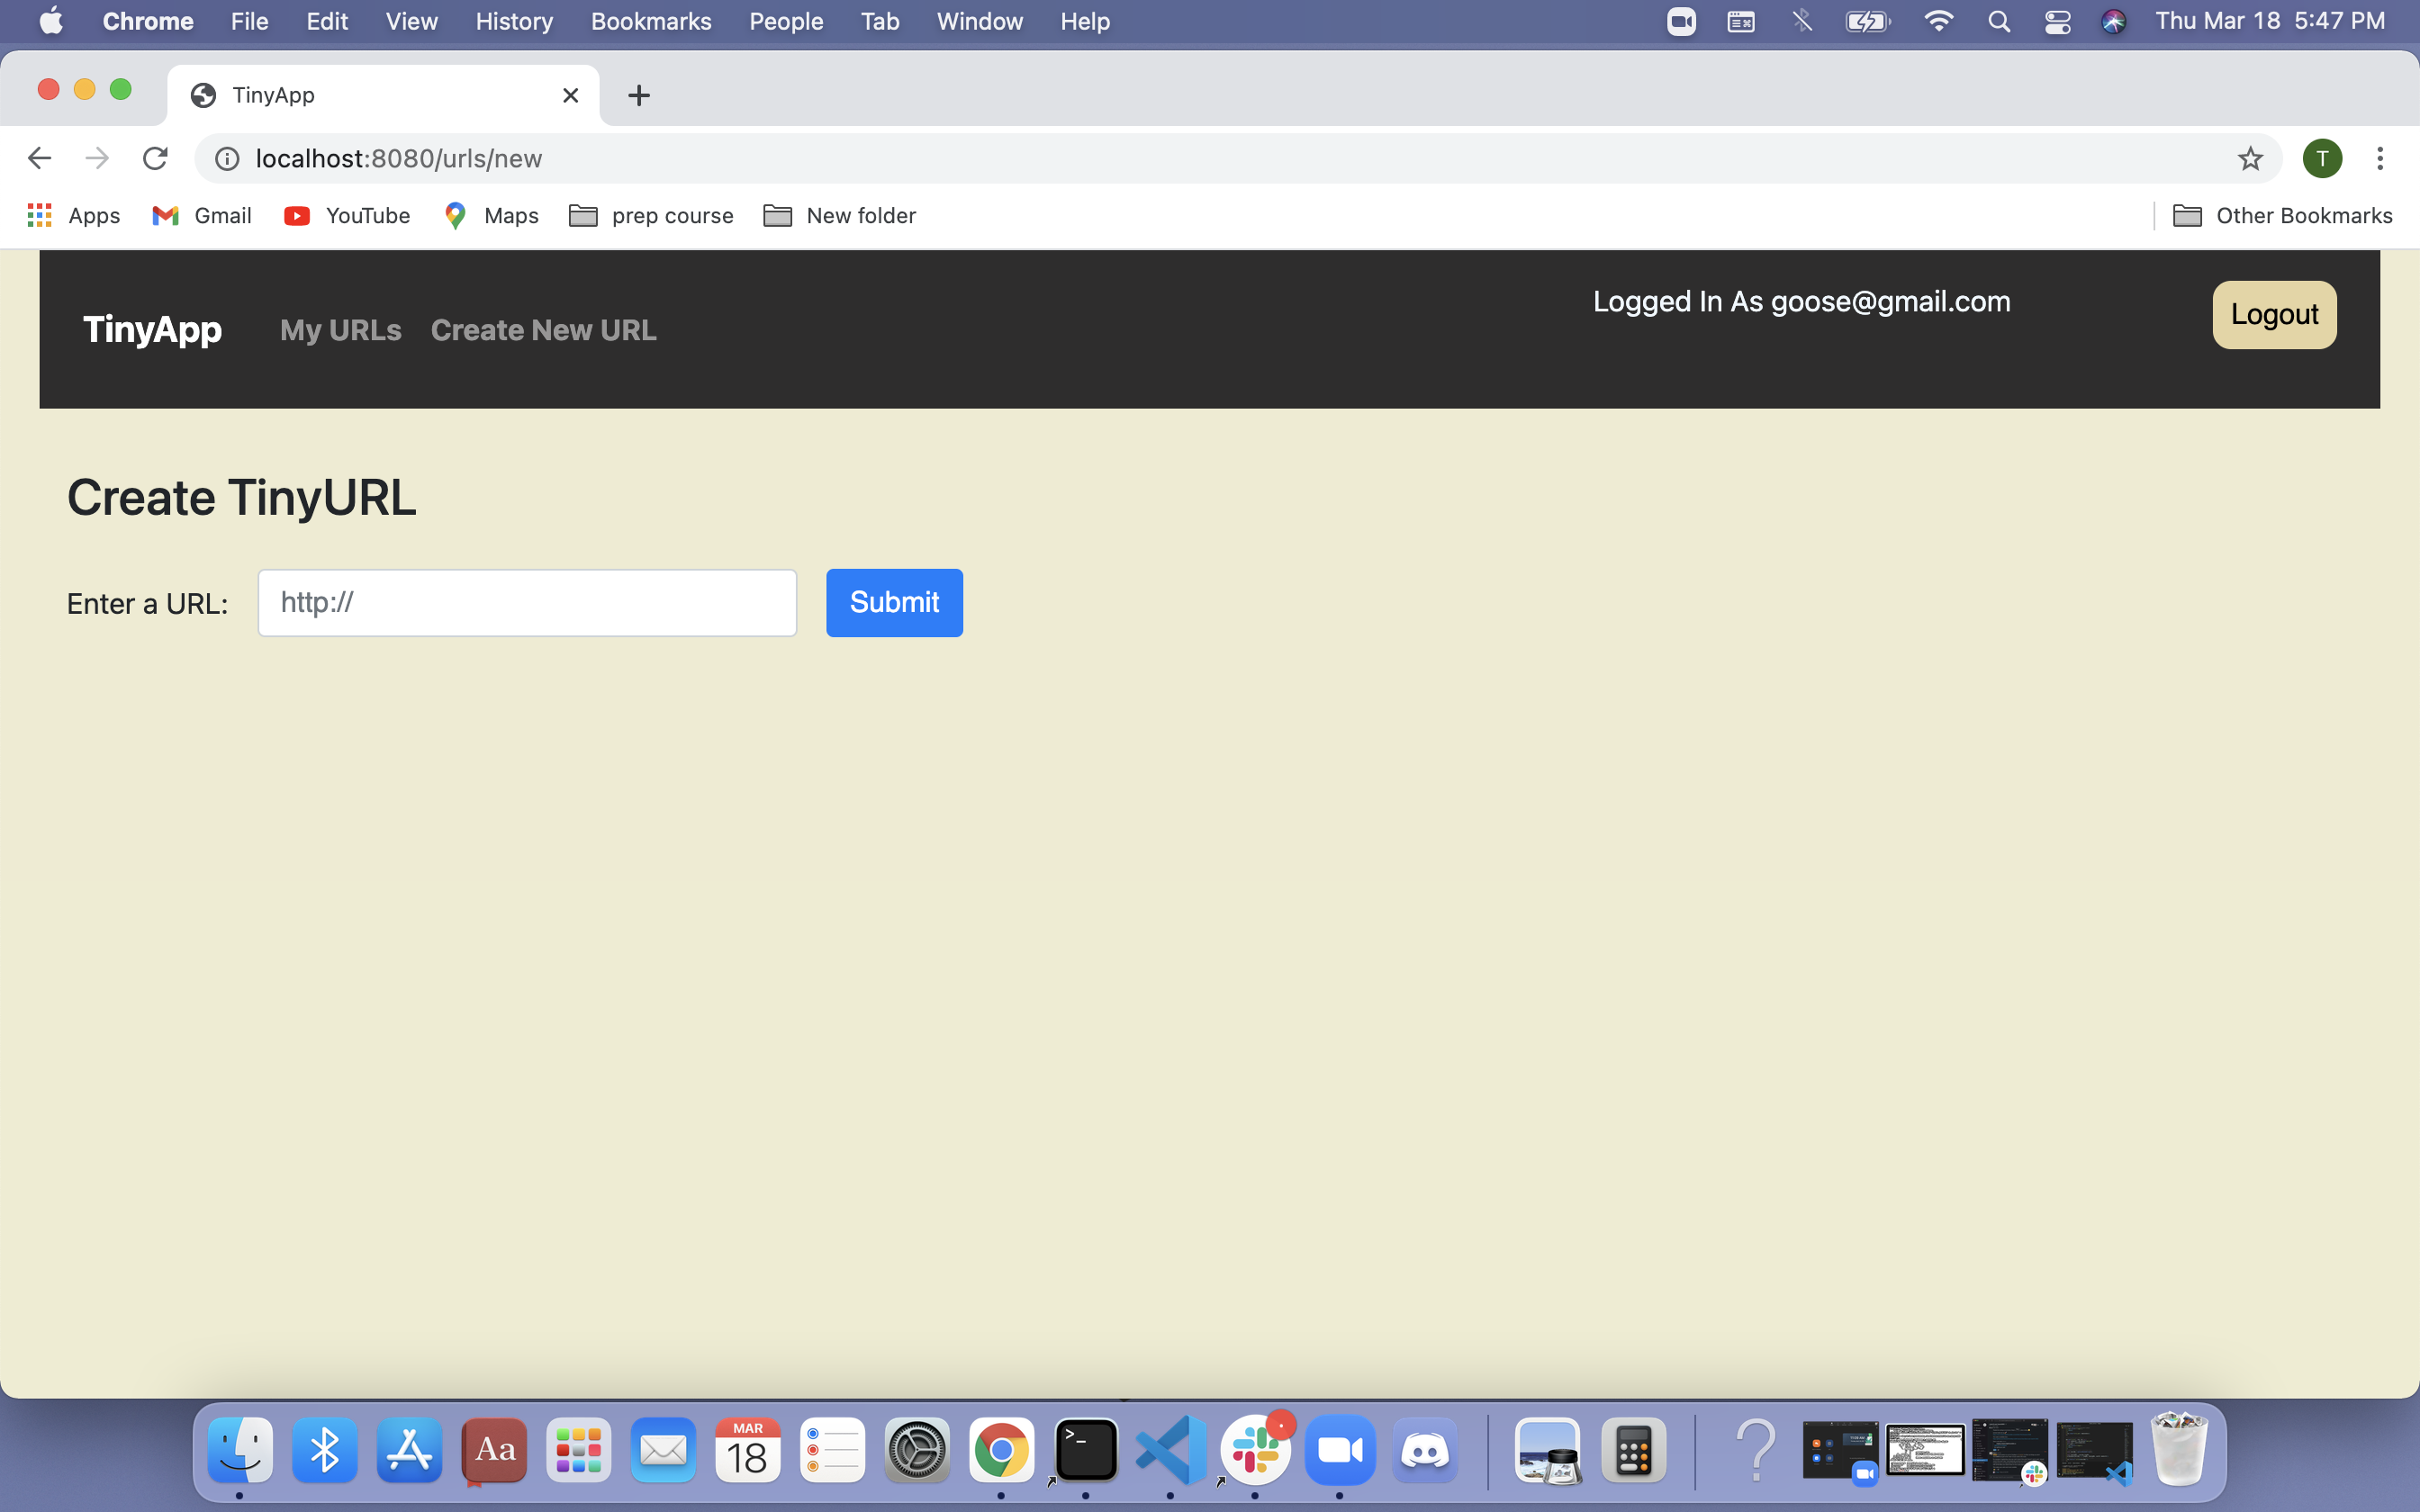 Chrome File Edit View History Bookmarks People Tab Window Help Thu Mar 18 5:47 PM
TinyApp
localhost:8080/urls/new T
Apps Gmail YouTube Maps prep course New folder Other Bookmarks
TinyApp My URLs Create New URL Logged In As goose@gmail.com Logout
Create TinyURL
Enter a URL: http:// Submit
Aa MAR 18 >_